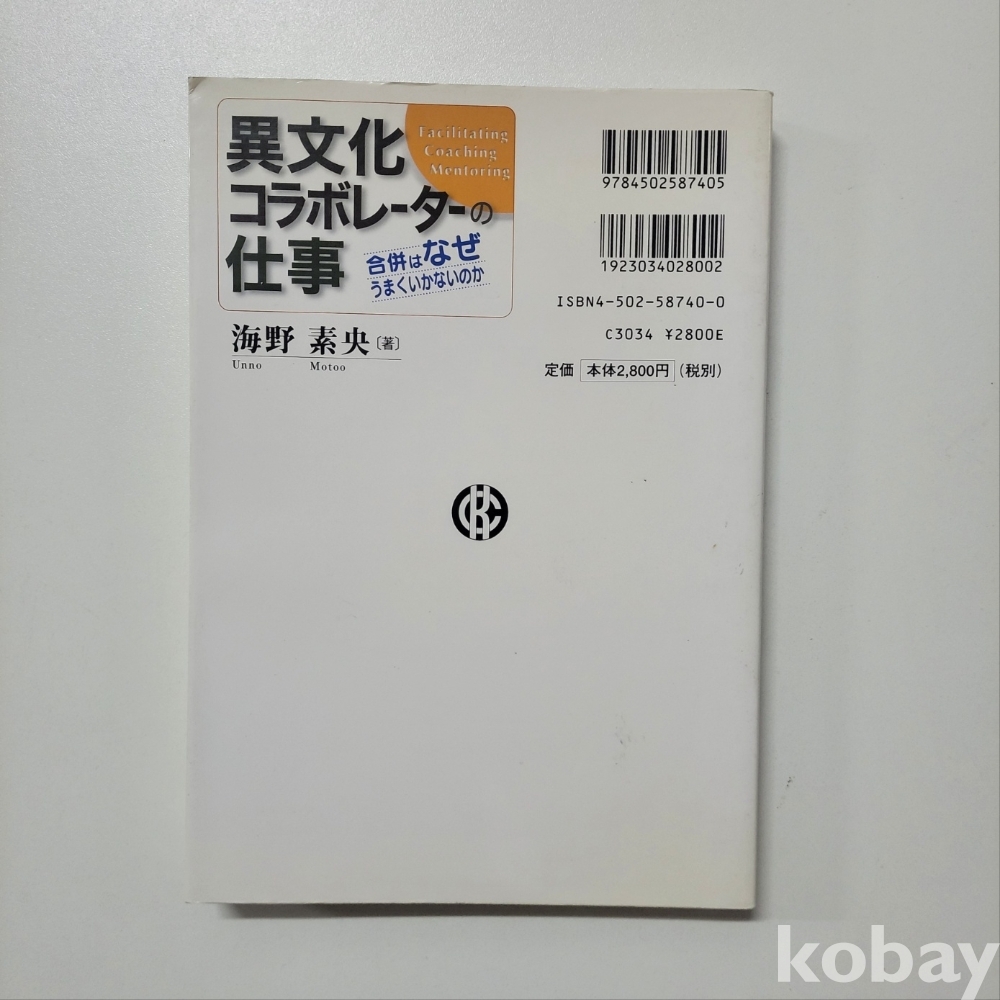 異文化
コラボレーターの
仕事
Facilitating
Coaching
Mentoring
合併はなぜ
うまくいかないのか
海野 素央〔著〕
Unno Motoo
9784502587405
1923034028002
ISBN4-502-58740-0
C3034 ¥2800E
定価 本体2,800円(税別)
kobay